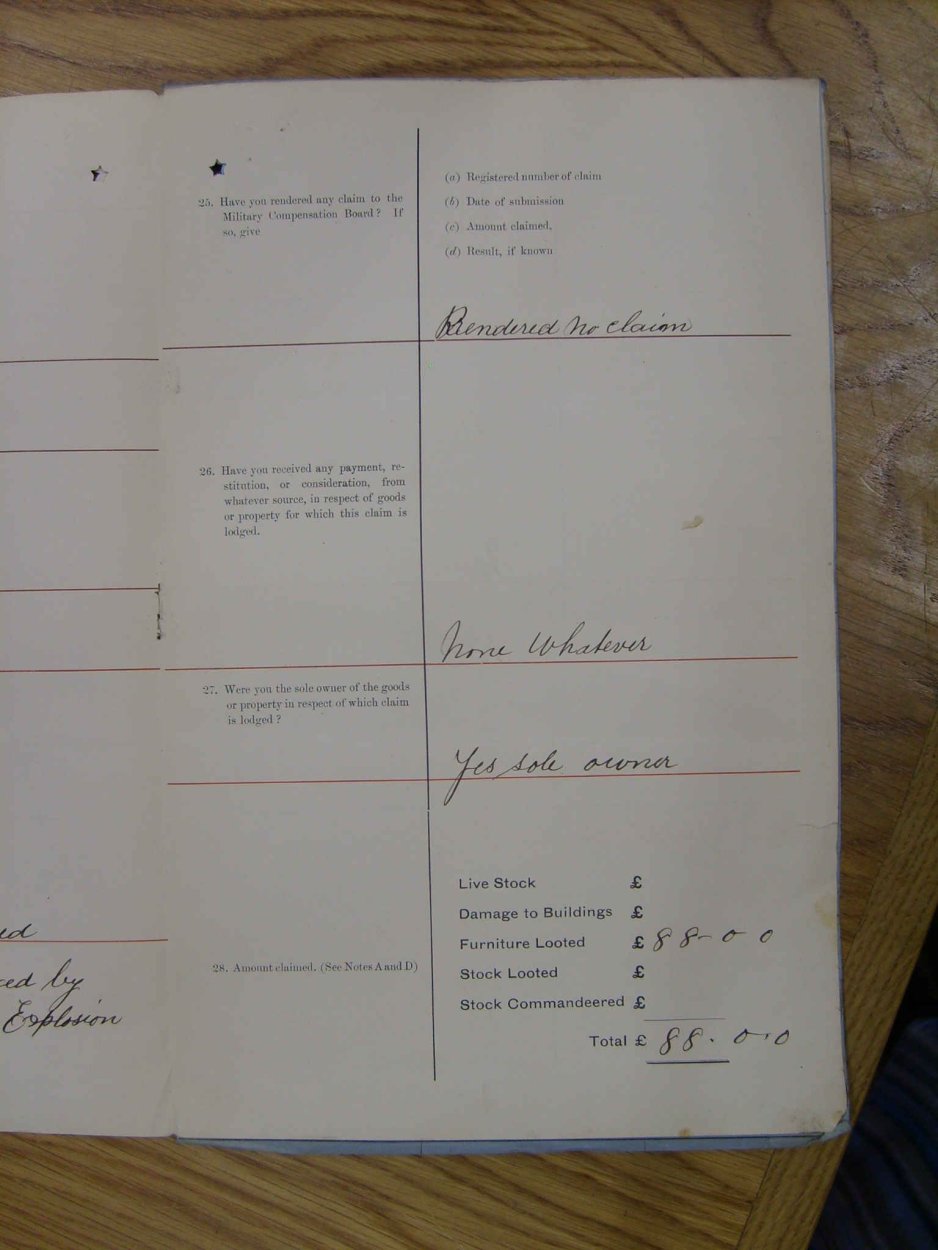 ed
ed by
Explosion
25. Have you rendered any claim to the
Military Compensation Board? If
so, give
(a) Registered number of claim
(b) Date of submission
(c) Amount claimed.
(d) Result, if known
Rendered no claim
26. Have you received any payment, re-
stitution, or consideration, from
whatever source, in respect of goods
or property for which this claim is
lodged.
None Whatever
27. Were you the sole owner of the goods
or property in respect of which claim
is lodged?
Yes sole owner
28. Amount claimed. (See Notes A and D)
Live Stock £
Damage to Buildings £
Furniture Looted £ 88-0 0
Stock Looted £
Stock Commandeered £
Total £ 88.0.0